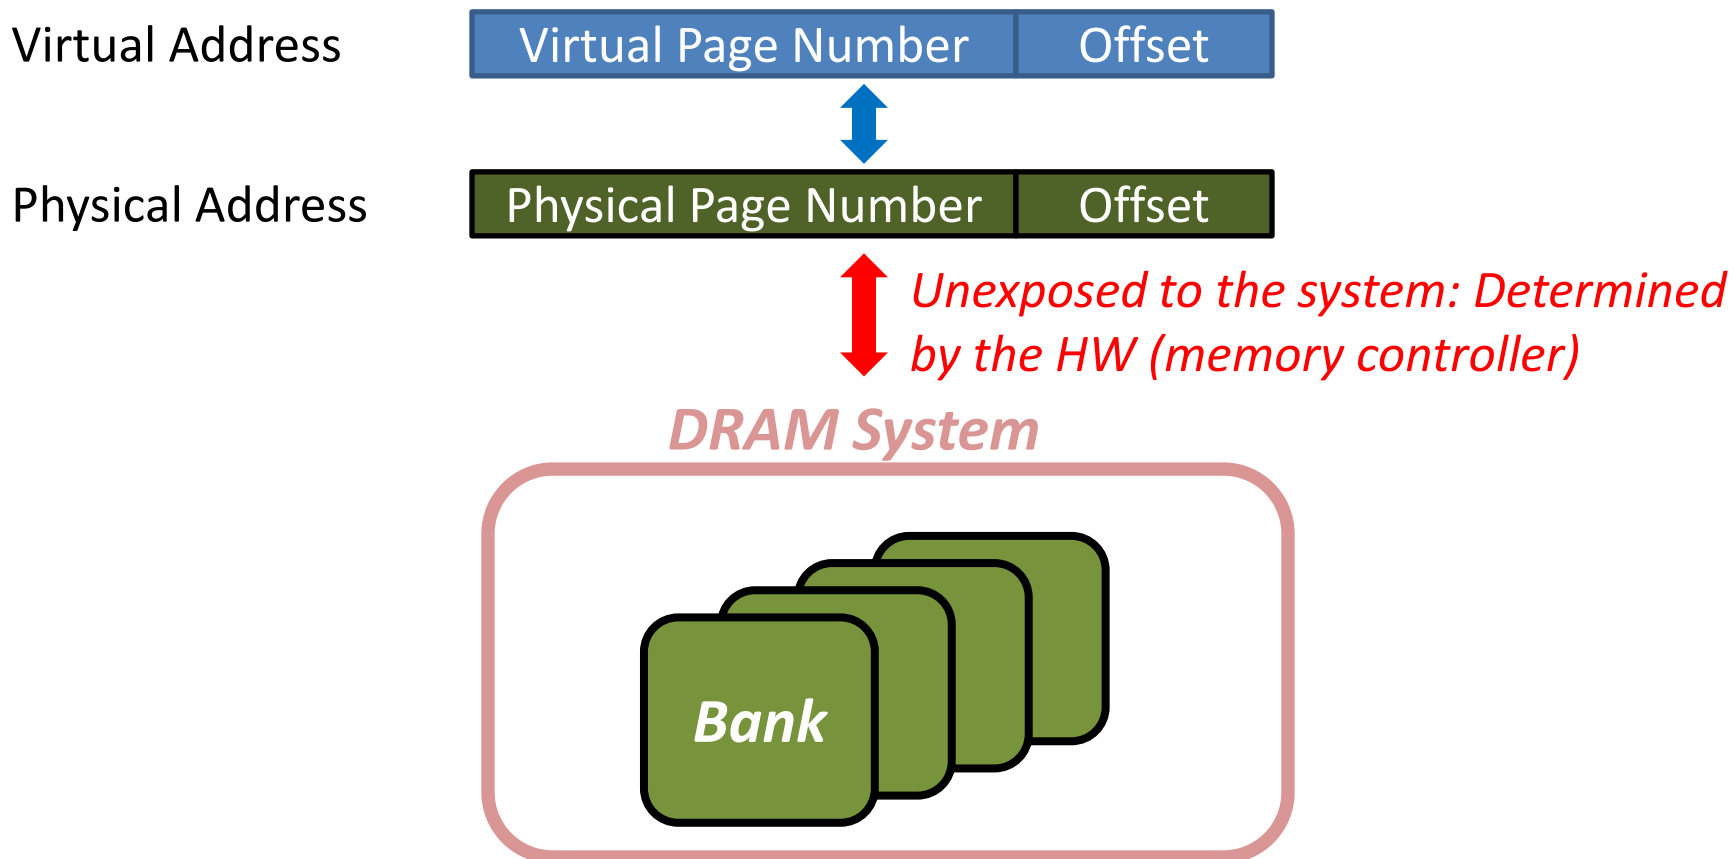 Virtual Address
Virtual Page Number
Offset
Physical Address
Physical Page Number
Offset
Unexposed to the system: Determined
by the HW (memory controller)
DRAM System
Bank